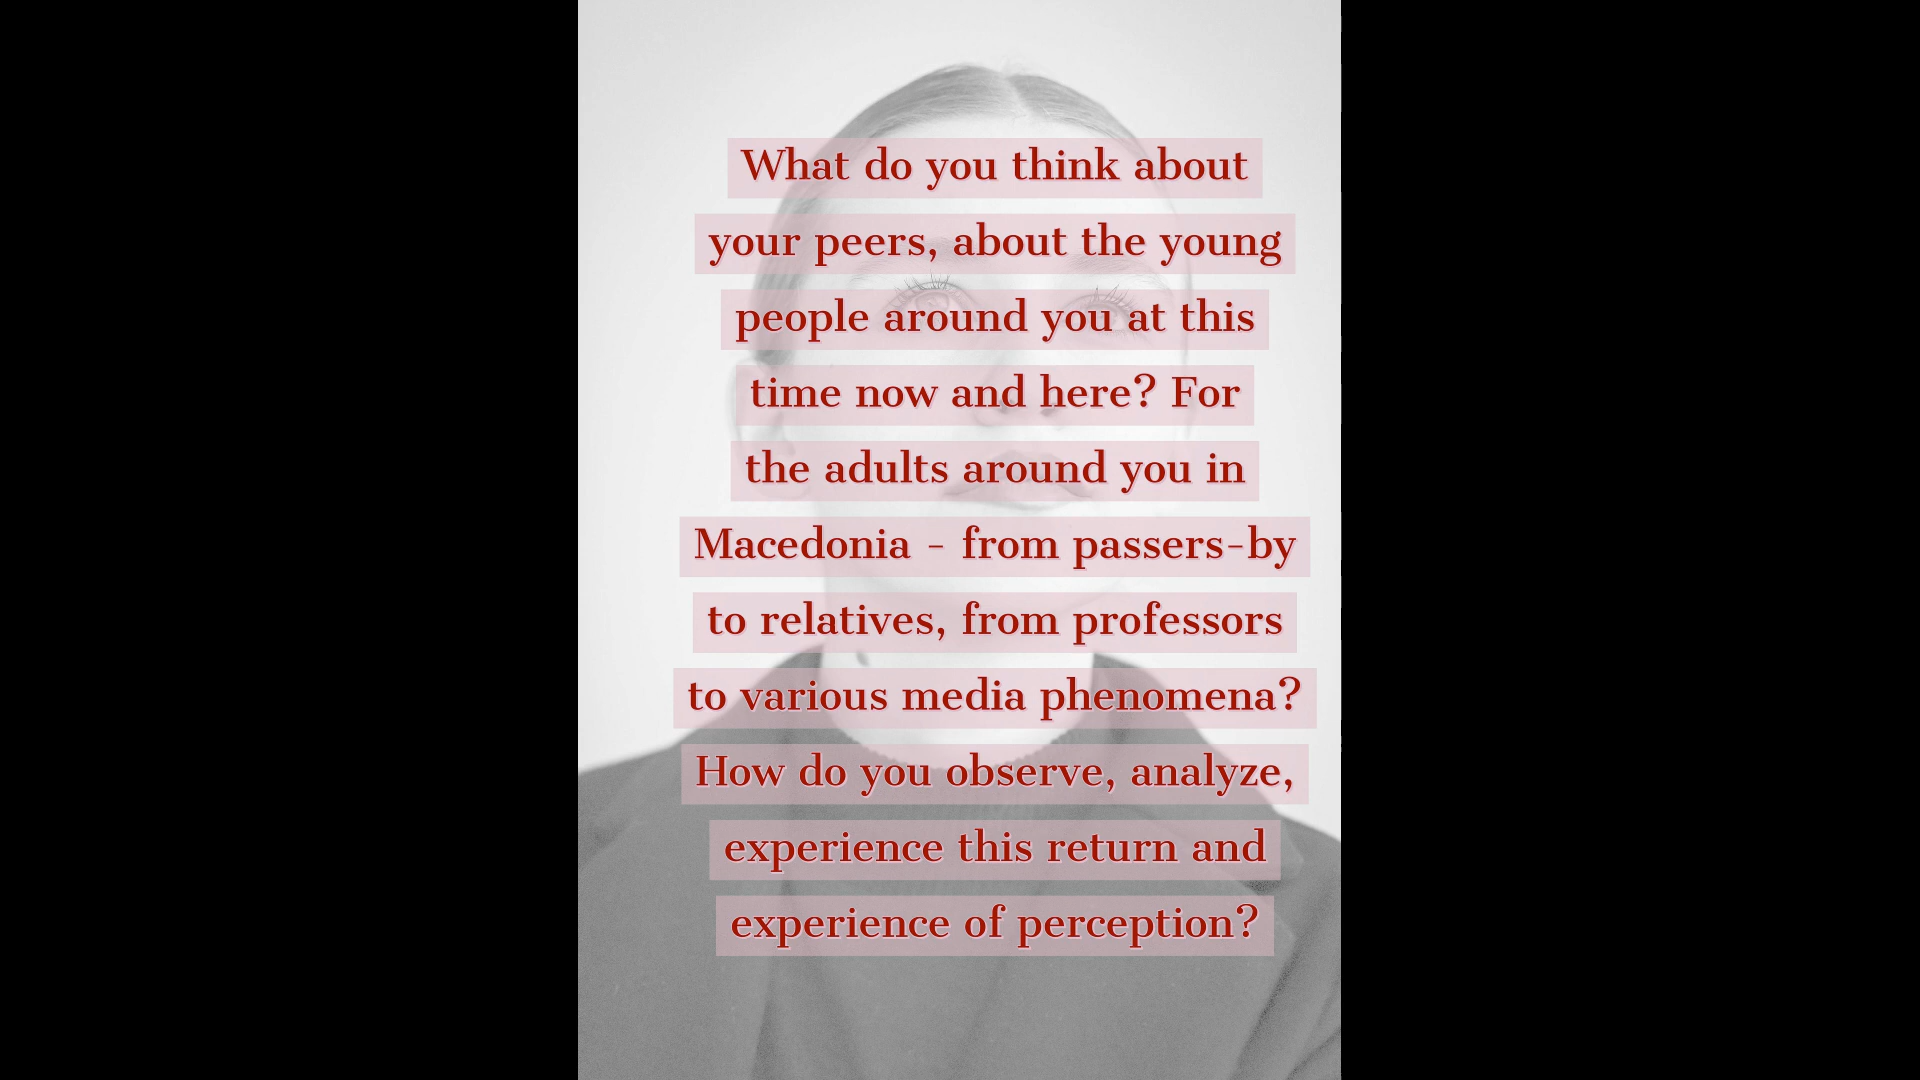 What do you think about
your peers, about the young
people around you at this
time now and here? For
the adults around you in
Macedonia - from passers-by
to relatives, from professors
to various media phenomena?
How do you observe, analyze,
experience this return and
experience of perception?